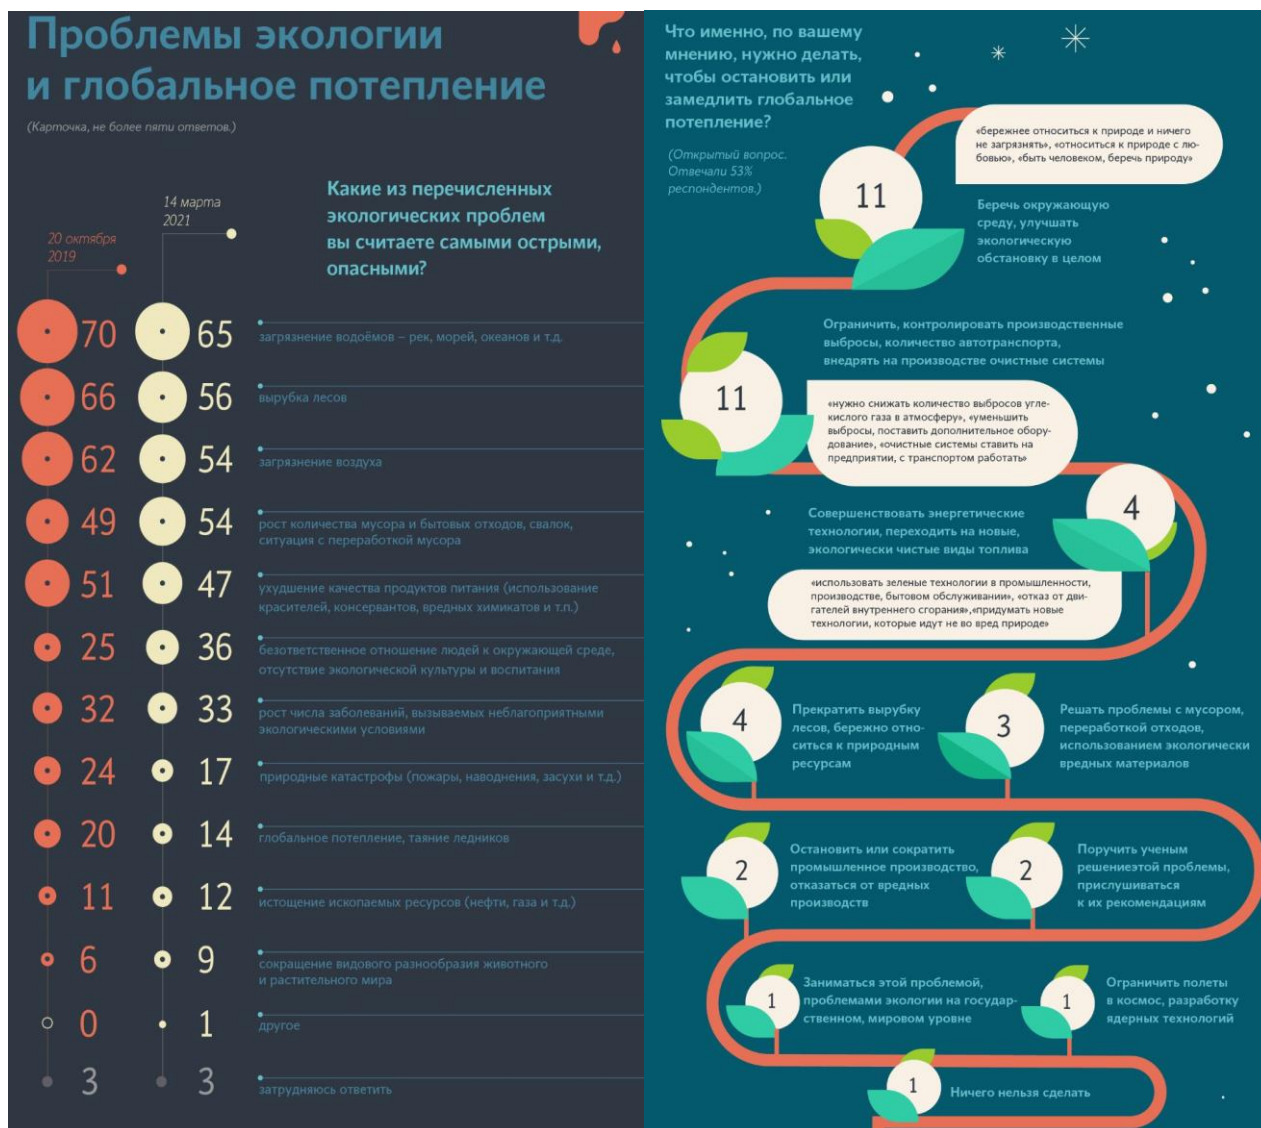 Проблемы экологии
и глобальное потепление
(Карточка, не более пяти ответов.)
20 октября
2019
14 марта
2021
Какие из перечисленных
экологических проблем
вы считаете самыми острыми,
опасными?
70 65 загрязнение водоёмов – рек, морей, океанов и т.д.
66 56 вырубка лесов
62 54 загрязнение воздуха
49 54 рост количества мусора и бытовых отходов, свалок,
ситуация с переработкой мусора
51 47 ухудшение качества продуктов питания (использование
красителей, консервантов, вредных химикатов и т.п.)
25 36 безответственное отношение людей к окружающей среде,
отсутствие экологической культуры и воспитания
32 33 рост числа заболеваний, вызываемых неблагоприятными
экологическими условиями
24 17 природные катастрофы (пожары, наводнения, засухи и т.д.)
20 14 глобальное потепление, таяние ледников
11 12 истощение ископаемых ресурсов (нефти, газа и т.д.)
6 9 сокращение видового разнообразия животного
и растительного мира
0 1 другое
3 3 затрудняюсь ответить
Что именно, по вашему
мнению, нужно делать,
чтобы остановить или
замедлить глобальное
потепление?
(Открытый вопрос.
Отвечали 53%
респондентов.)
11
«бережнее относиться к природе и ничего
не загрязнять», «относиться к природе с лю-
бовью», «быть человеком, беречь природу»
Беречь окружающую
среду, улучшать
экологическую
обстановку в целом
Ограничить, контролировать производственные
выбросы, количество автотранспорта,
внедрять на производстве очистные системы
11
«нужно снижать количество выбросов угле-
кислого газа в атмосферу», «уменьшить
выбросы, поставить дополнительное обору-
дование», «очистные системы ставить на
предприятии, с транспортом работать»
4
Совершенствовать энергетические
технологии, переходить на новые,
экологически чистые виды топлива
«использовать зеленые технологии в промышленности,
производстве, бытовом обслуживании», «отказ от дви-
гателей внутреннего сгорания»,«придумать новые
технологии, которые идут не во вред природе»
4
Прекратить вырубку
лесов, бережно отно-
ситься к природным
ресурсам
3
Решать проблемы с мусором,
переработкой отходов,
использованием экологически
вредных материалов
2
Остановить или сократить
промышленное производство,
отказаться от вредных
производств
2
Поручить ученым
решениеэтой проблемы,
прислушиваться
к их рекомендациям
1
Заниматься этой проблемой,
проблемами экологии на государ-
ственном, мировом уровне
1
Ограничить полеты
в космос, разработку
ядерных технологий
1
Ничего нельзя сделать